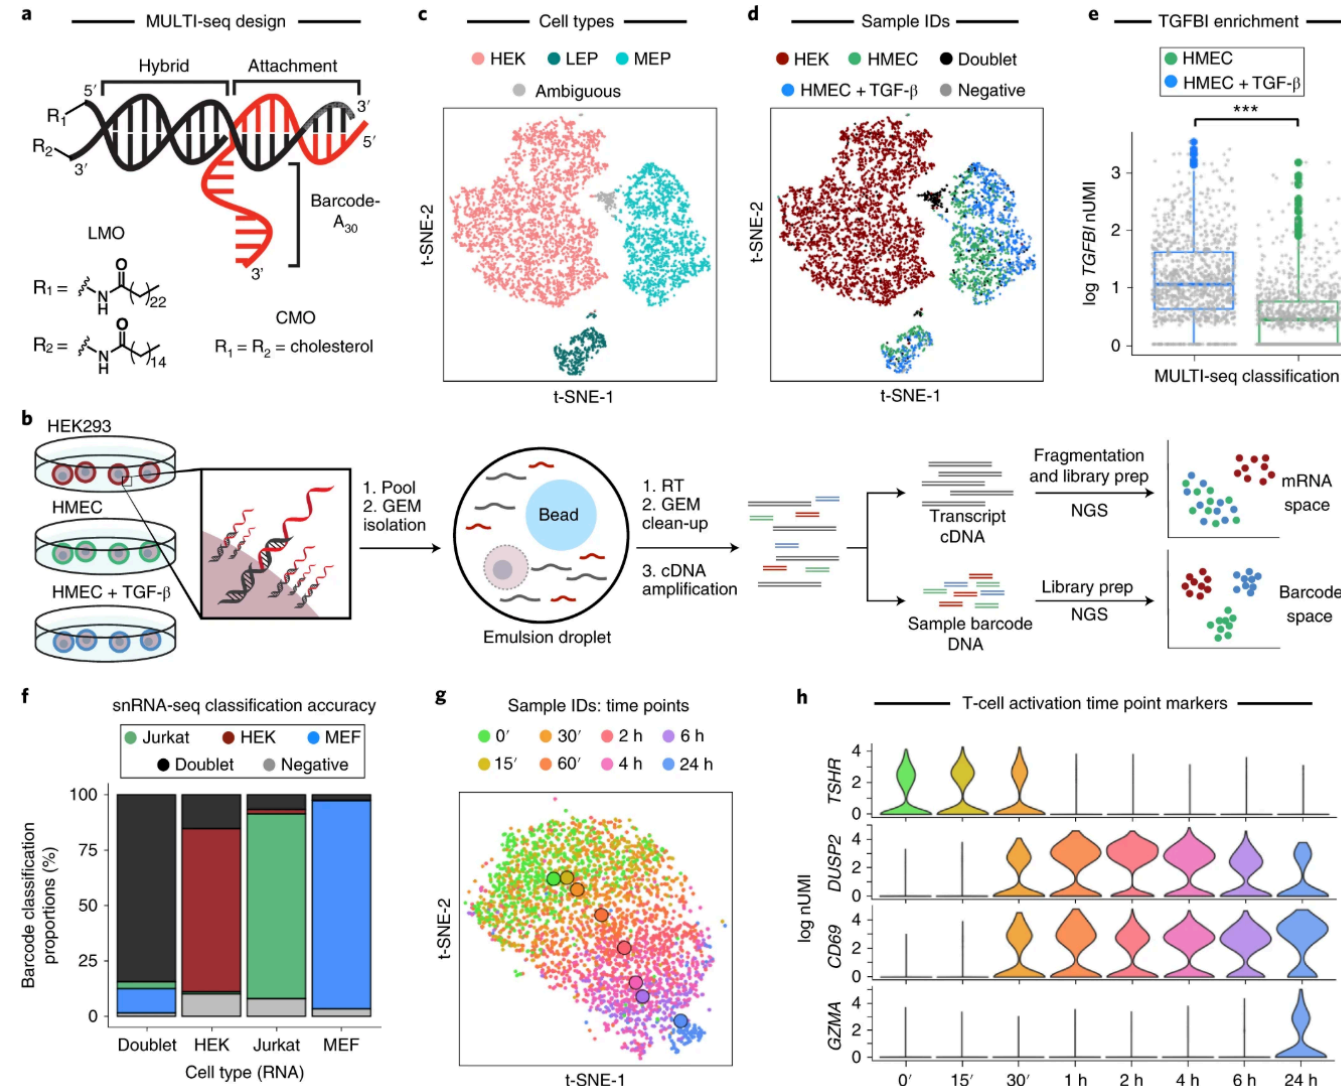 a
MULTI-seq design
Hybrid
Attachment
5′
3′
R1
R2
5′
3′
Barcode-
A30
3′
LMO
R1 =
O
N
H
22
R2 =
O
N
H
14
CMO
R1 = R2 = cholesterol
c
Cell types
HEK LEP MEP
Ambiguous
t-SNE-2
t-SNE-1
d
Sample IDs
HEK HMEC Doublet
HMEC + TGF-β Negative
t-SNE-2
t-SNE-1
e
TGFBI enrichment
HMEC
HMEC + TGF-β
***
log TGFBI nUMI
3
2
1
0
MULTI-seq classification
b
HEK293
HMEC
HMEC + TGF-β
1. Pool
2. GEM
isolation
Bead
Emulsion droplet
1. RT
2. GEM
clean-up
3. cDNA
amplification
Transcript
cDNA
Fragmentation
and library prep
NGS
mRNA
space
Sample barcode
DNA
Library prep
NGS
Barcode
space
f
snRNA-seq classification accuracy
Jurkat HEK MEF
Doublet Negative
Barcode classification
proportions (%)
100
75
50
25
0
Doublet HEK Jurkat MEF
Cell type (RNA)
g
Sample IDs: time points
0′ 30′ 2 h 6 h
15′ 60′ 4 h 24 h
t-SNE-2
t-SNE-1
h
T-cell activation time point markers
log nUMI
TSHR
4
2
0
DUSP2
4
2
0
CD69
4
2
0
GZMA
4
2
0
0′ 15′ 30′ 1 h 2 h 4 h 6 h 24 h